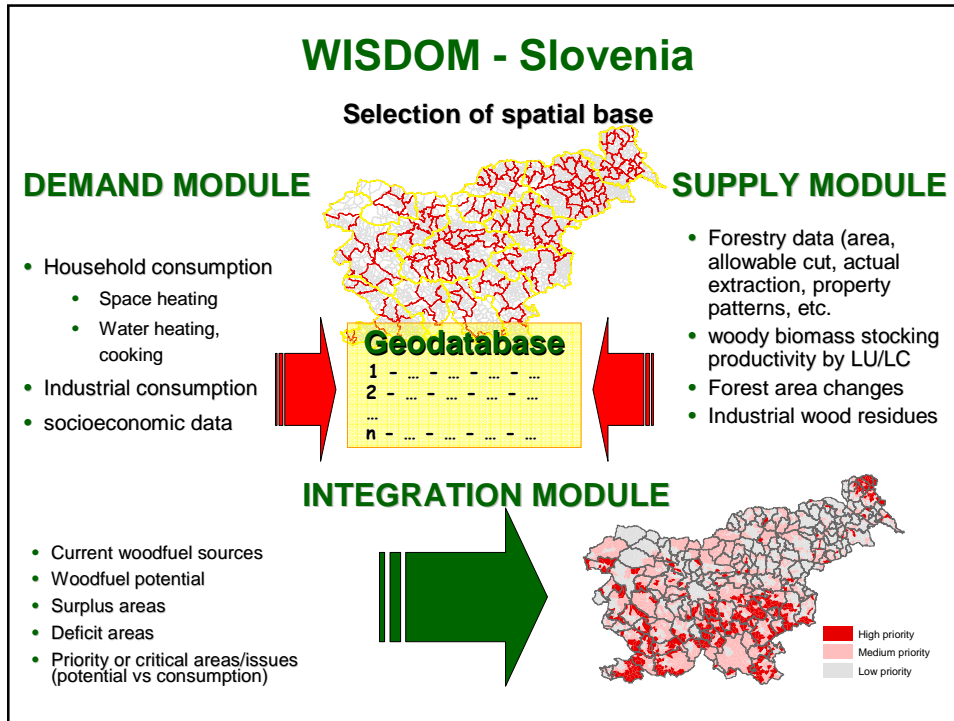 WISDOM - Slovenia
Selection of spatial base
DEMAND MODULE
• Household consumption
• Space heating
• Water heating,
cooking
• Industrial consumption
• socioeconomic data
SUPPLY MODULE
• Forestry data (area,
allowable cut, actual
extraction, property
patterns, etc.
• woody biomass stocking
productivity by LU/LC
• Forest area changes
• Industrial wood residues
Geodatabase
1 - … - … - … - …
2 - … - … - … - …
…
n - … - … - … - …
INTEGRATION MODULE
• Current woodfuel sources
• Woodfuel potential
• Surplus areas
• Deficit areas
• Priority or critical areas/issues
(potential vs consumption)
High priority
Medium priority
Low priority